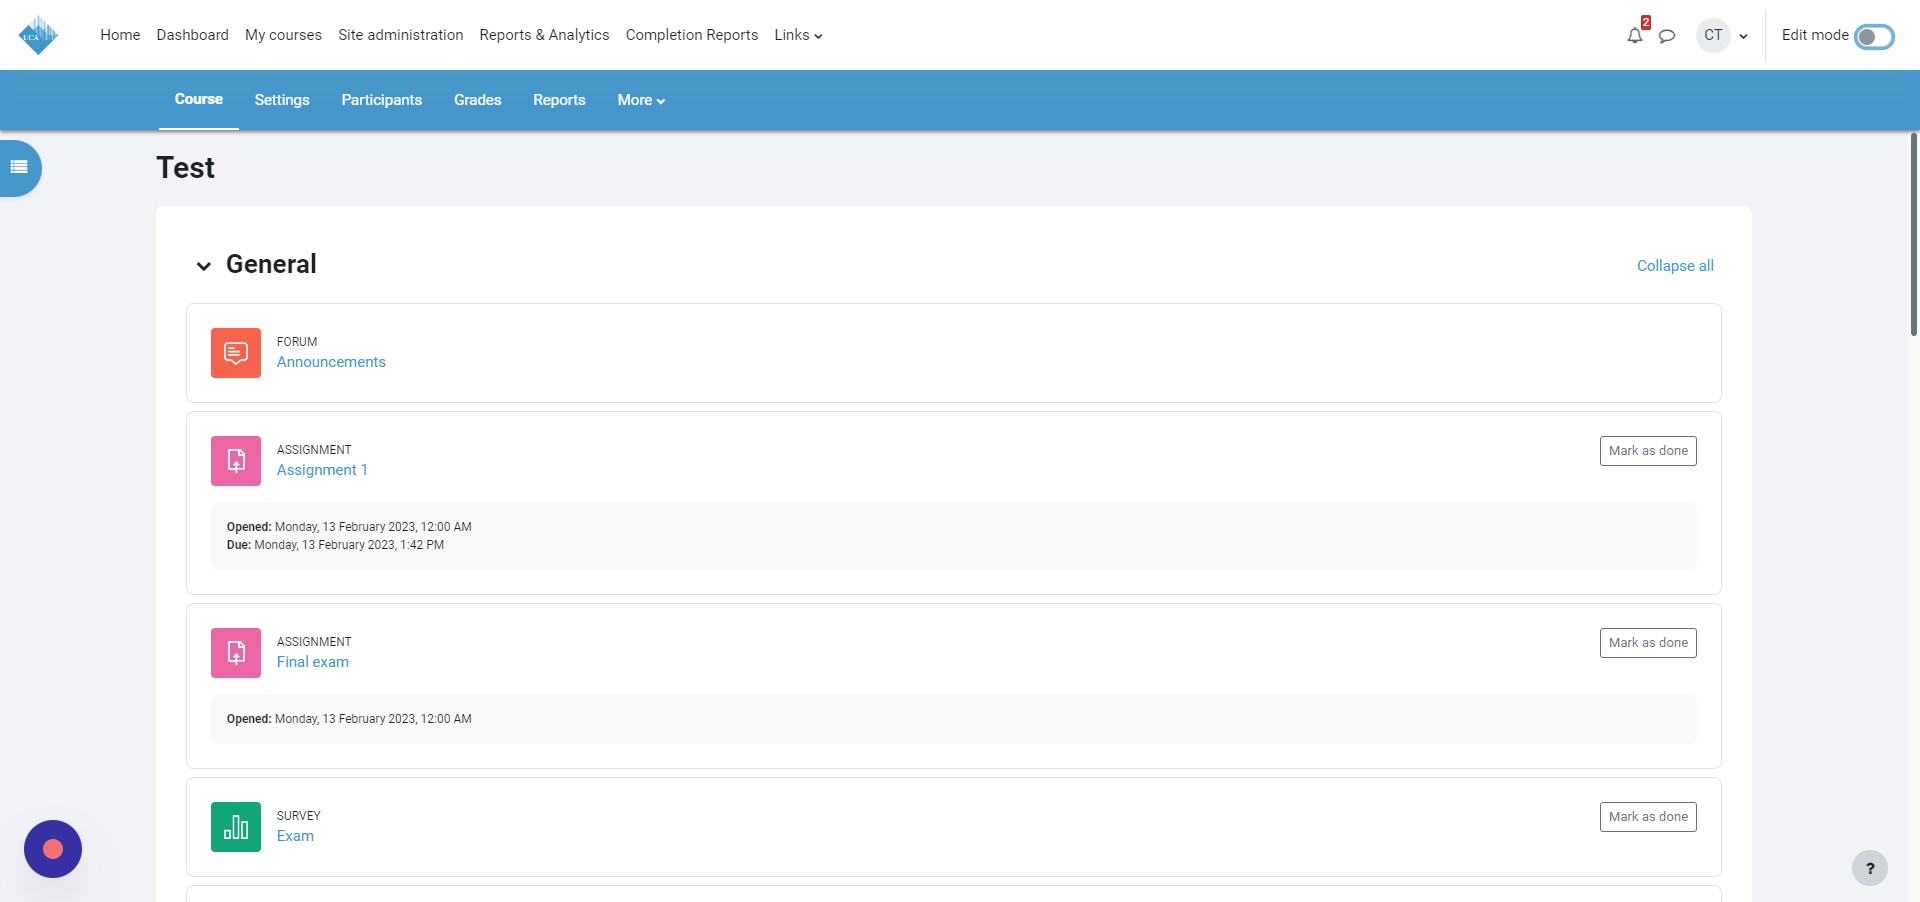 UCA
Home Dashboard My courses Site administration Reports & Analytics Completion Reports Links
2
CT
Edit mode
Course Settings Participants Grades Reports More
Test
General
Collapse all
FORUM
Announcements
ASSIGNMENT
Assignment 1
Mark as done
Opened: Monday, 13 February 2023, 12:00 AM
Due: Monday, 13 February 2023, 1:42 PM
ASSIGNMENT
Final exam
Mark as done
Opened: Monday, 13 February 2023, 12:00 AM
SURVEY
Exam
Mark as done
?